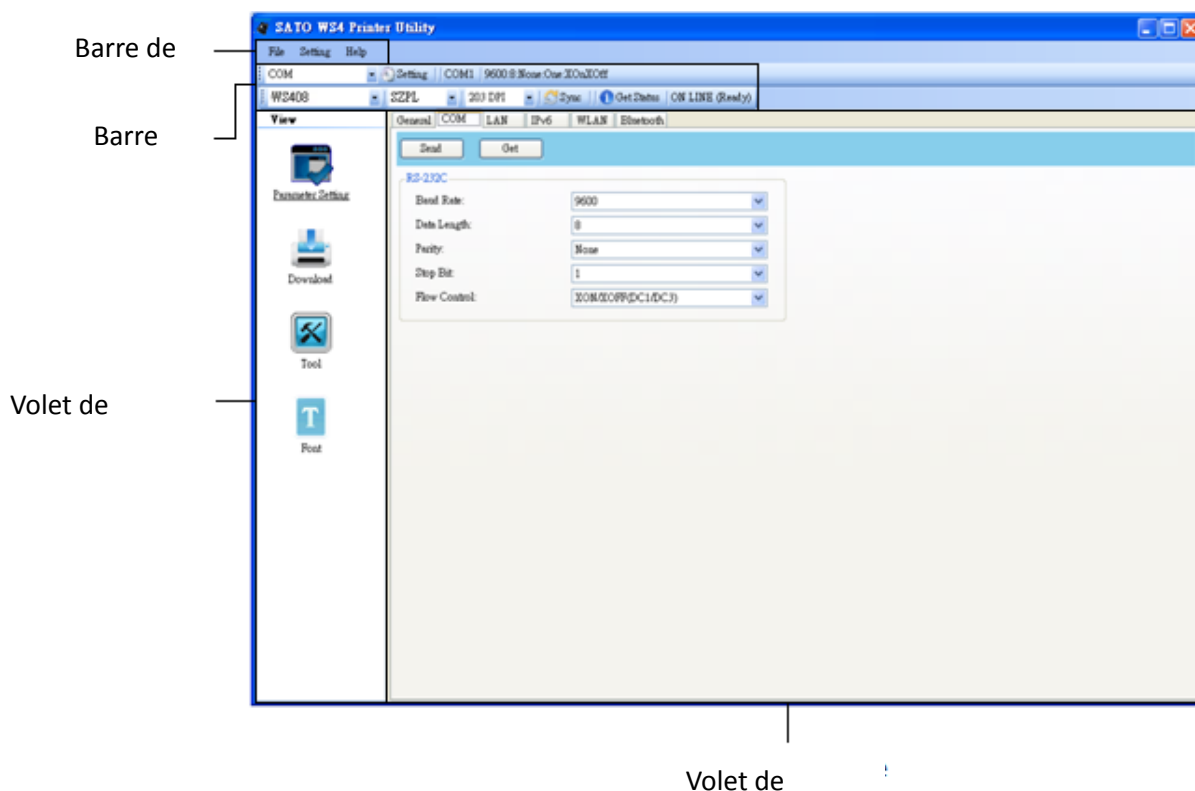 SATO WS4 Printer Utility
Barre de
File Setting Help
COM Setting COM1 9600:8:None:One:XOnXOff
WS408 SZPL 203 DPI Sync Get Status ON LINE (Ready)
Barre
View
General COM LAN IPv6 WLAN Bluetooth
Send Get
RS-232C
Parameter Setting
Baud Rate: 9600
Data Length: 8
Parity: None
Stop Bit: 1
Flow Control: XON/XOFF(DC1/DC3)
Download
Tool
Volet de
T
Font
Volet de